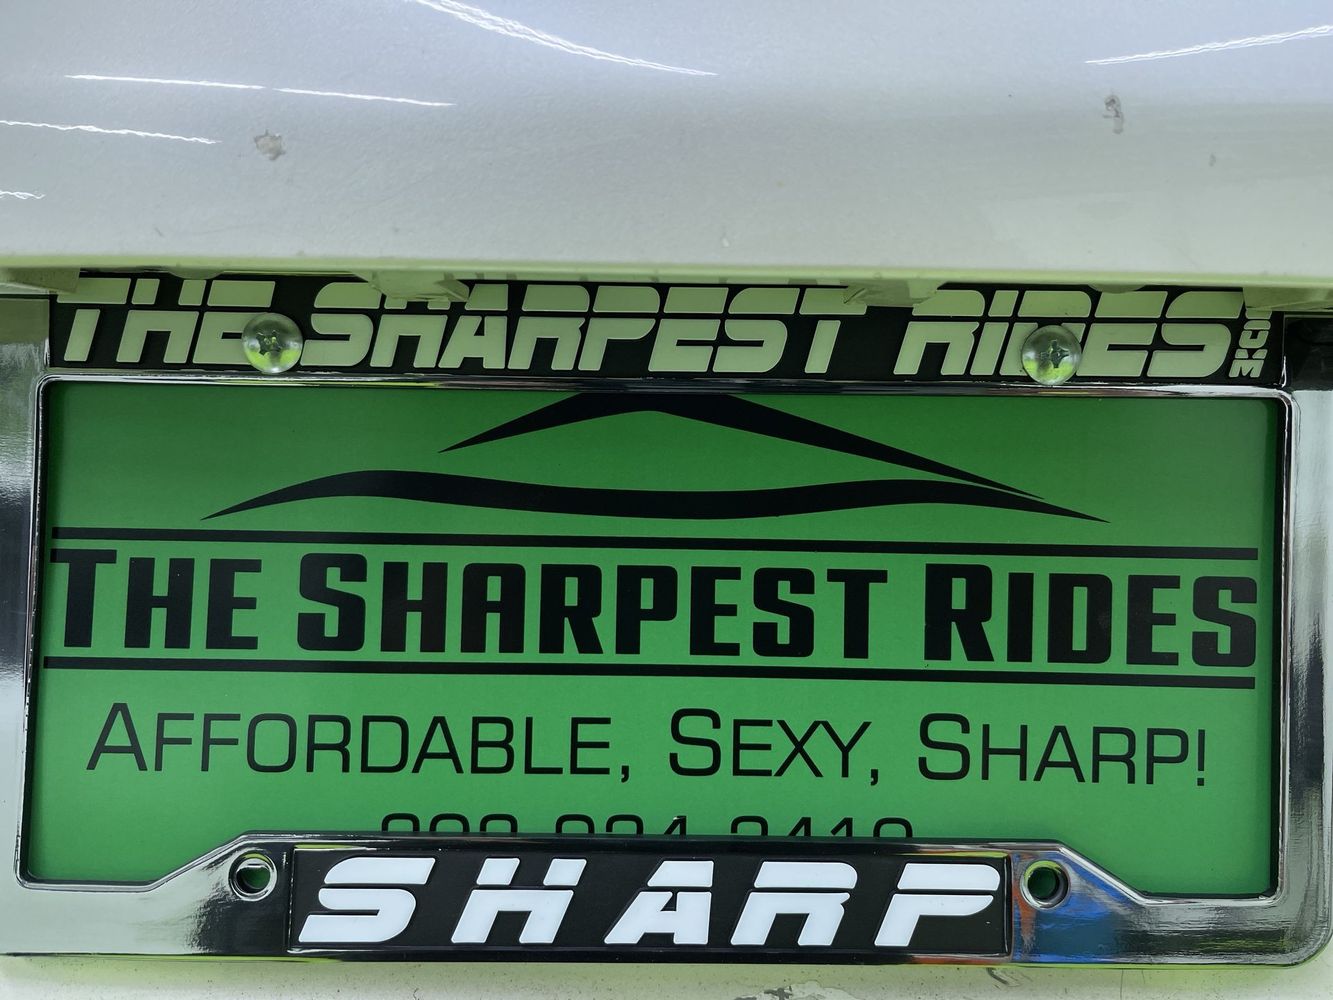 THE SHARPEST RIDES.COM
THE SHARPEST RIDES
AFFORDABLE, SEXY, SHARP!
SHARP